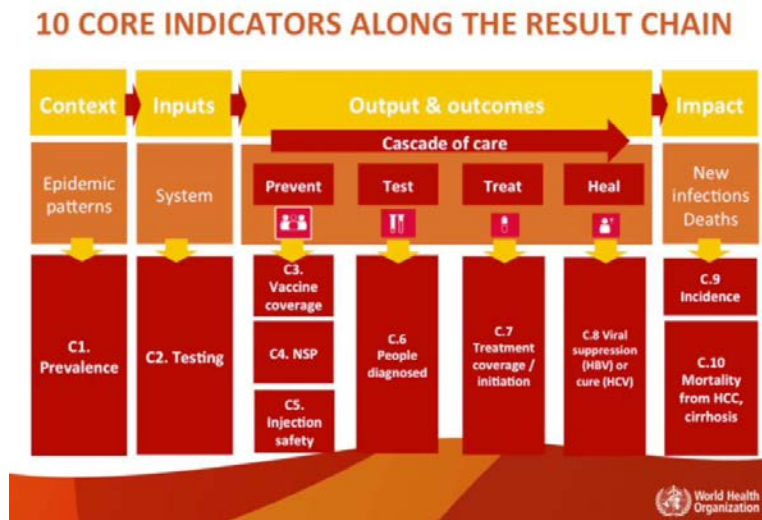 10 CORE INDICATORS ALONG THE RESULT CHAIN
Context
Inputs
Output & outcomes
Impact
Cascade of care
Epidemic
patterns
System
Prevent
Test
Treat
Heal
New
infections
Deaths
C1.
Prevalence
C2. Testing
C3.
Vaccine
coverage
C4. NSP
C5.
Injection
safety
C.6
People
diagnosed
C.7
Treatment
coverage /
initiation
C.8 Viral
suppression
(HBV) or
cure (HCV)
C.9
Incidence
C.10
Mortality
from HCC,
cirrhosis
World Health
Organization